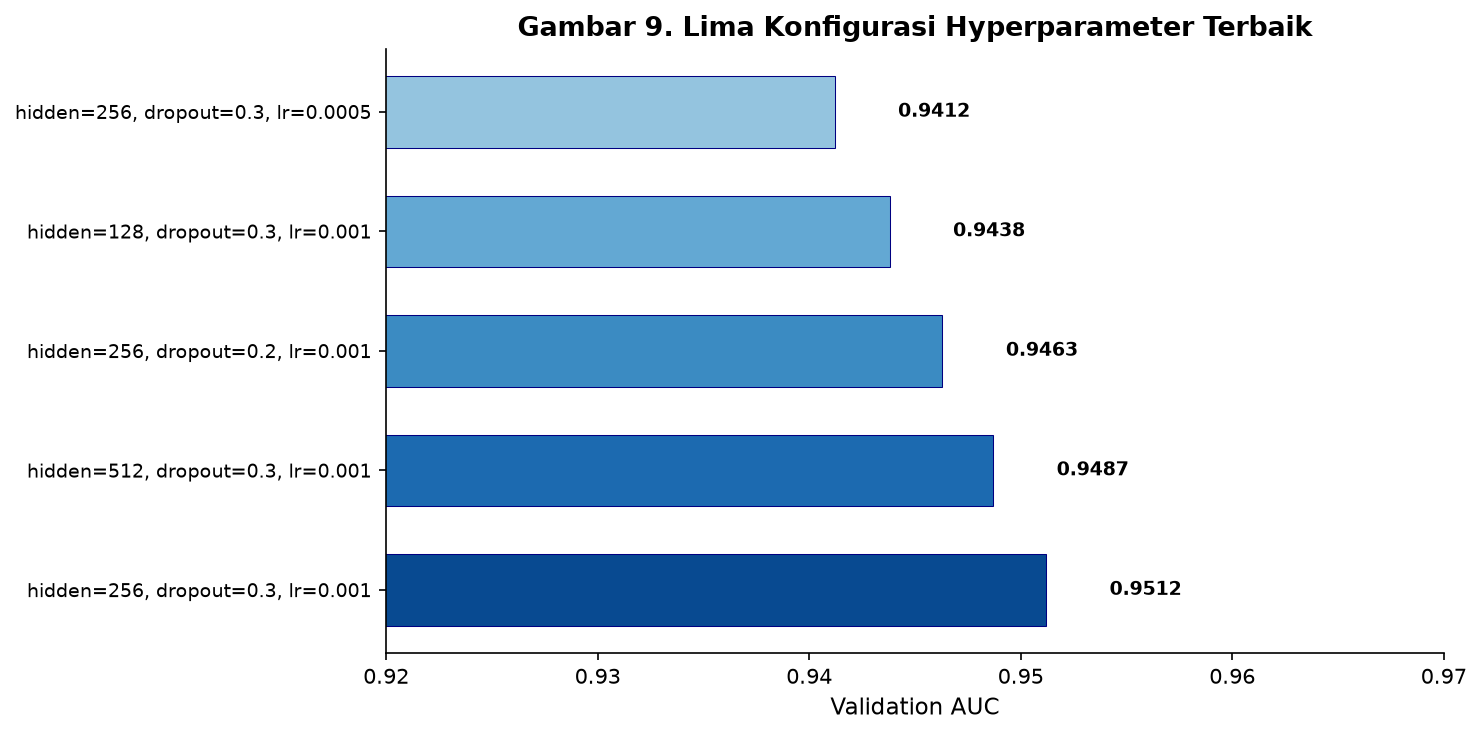 Gambar 9. Lima Konfigurasi Hyperparameter Terbaik
hidden=256, dropout=0.3, lr=0.0005
0.9412
hidden=128, dropout=0.3, lr=0.001
0.9438
hidden=256, dropout=0.2, lr=0.001
0.9463
hidden=512, dropout=0.3, lr=0.001
0.9487
hidden=256, dropout=0.3, lr=0.001
0.9512
0.92 0.93 0.94 0.95 0.96 0.97
Validation AUC